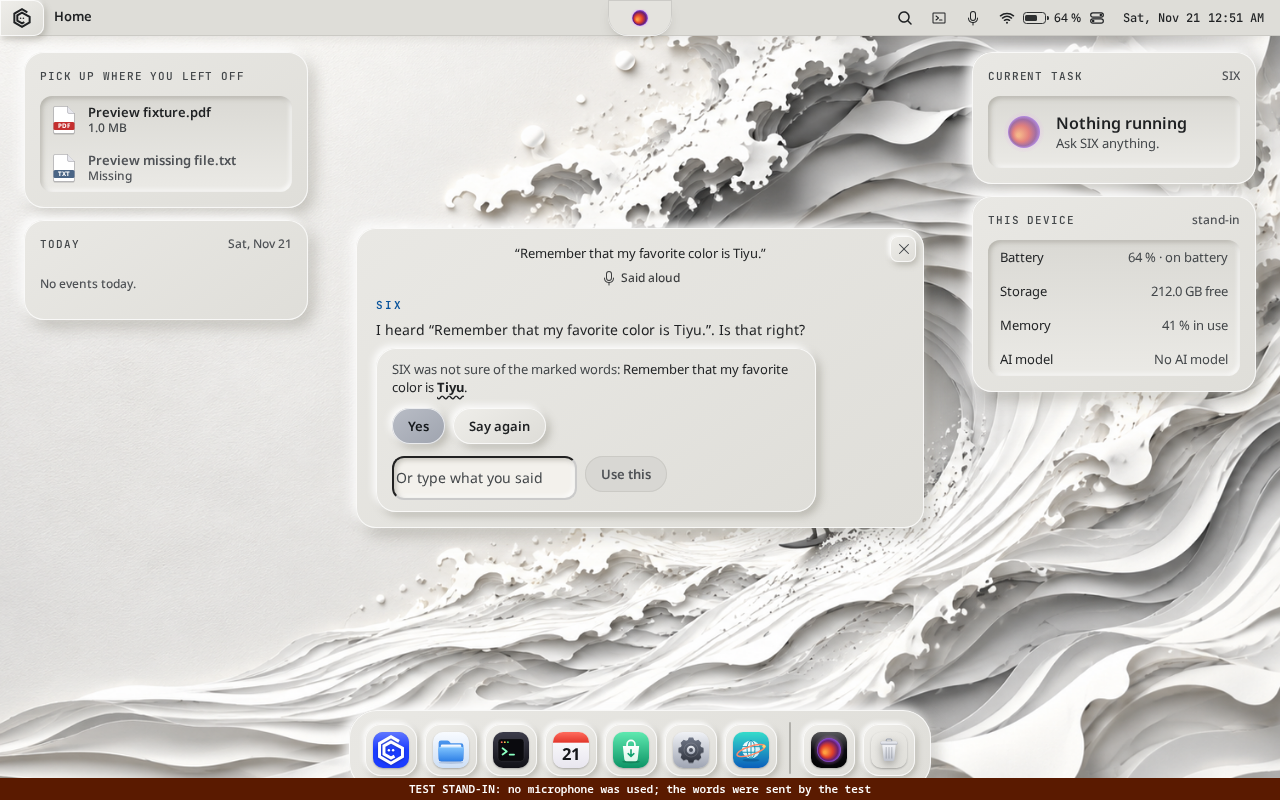 Home
64 %
Sat, Nov 21 12:51 AM
PICK UP WHERE YOU LEFT OFF
PDF
Preview fixture.pdf
1.0 MB
TXT
Preview missing file.txt
Missing
TODAY
Sat, Nov 21
No events today.
“Remember that my favorite color is Tiyu.”
Said aloud
SIX
I heard “Remember that my favorite color is Tiyu.”. Is that right?
SIX was not sure of the marked words: Remember that my favorite
color is Tiyu.
Yes
Say again
Or type what you said
Use this
CURRENT TASK
SIX
Nothing running
Ask SIX anything.
THIS DEVICE
stand-in
Battery
64 % · on battery
Storage
212.0 GB free
Memory
41 % in use
AI model
No AI model
21
TEST STAND-IN: no microphone was used; the words were sent by the test